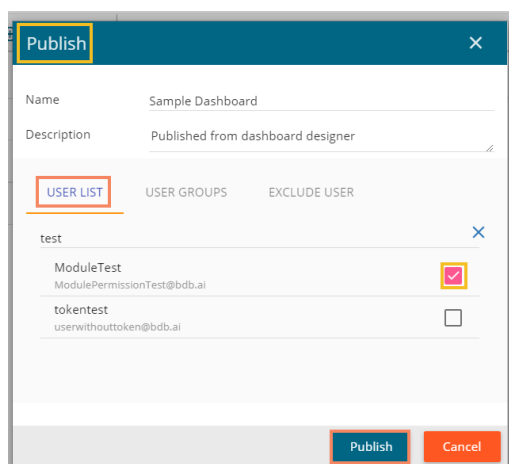 Publish
Name Sample Dashboard
Description Published from dashboard designer
USER LIST USER GROUPS EXCLUDE USER
test
ModuleTest
ModulePermissionTest@bdb.ai
tokentest
userwithouttoken@bdb.ai
Publish Cancel